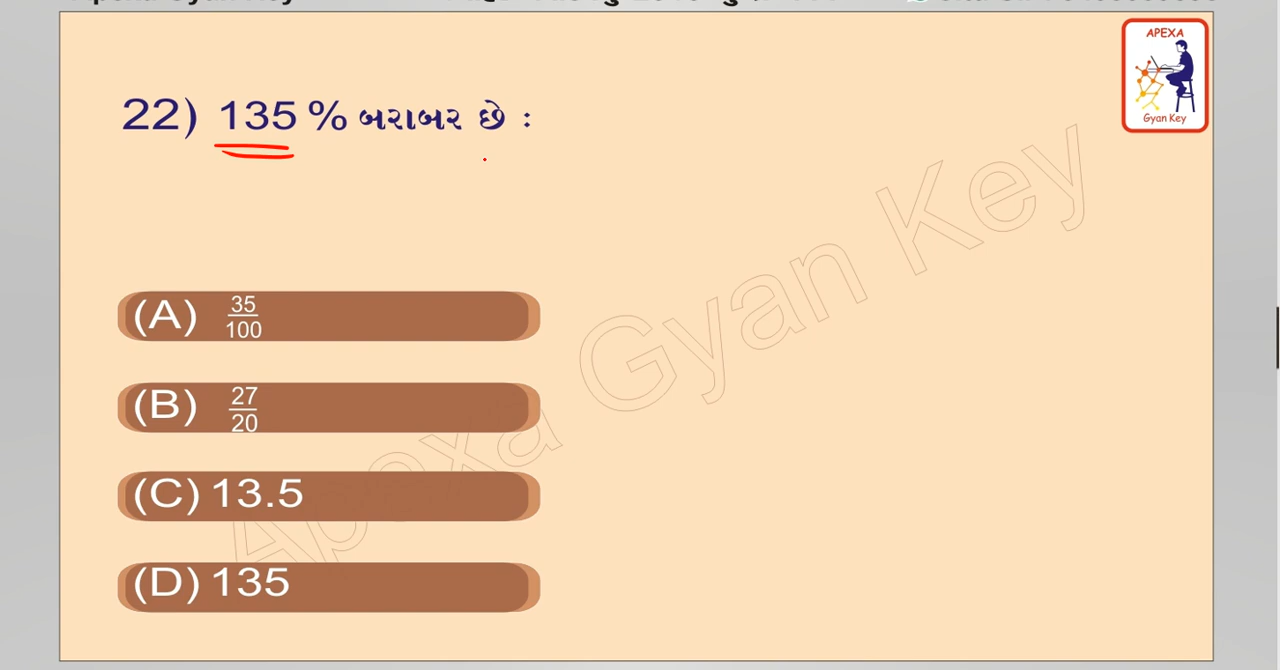 APEXA
Gyan Key
22) 135 % બરાબર છે :
(A) 35/100
(B) 27/20
(C) 13.5
(D) 135
Apexa Gyan Key